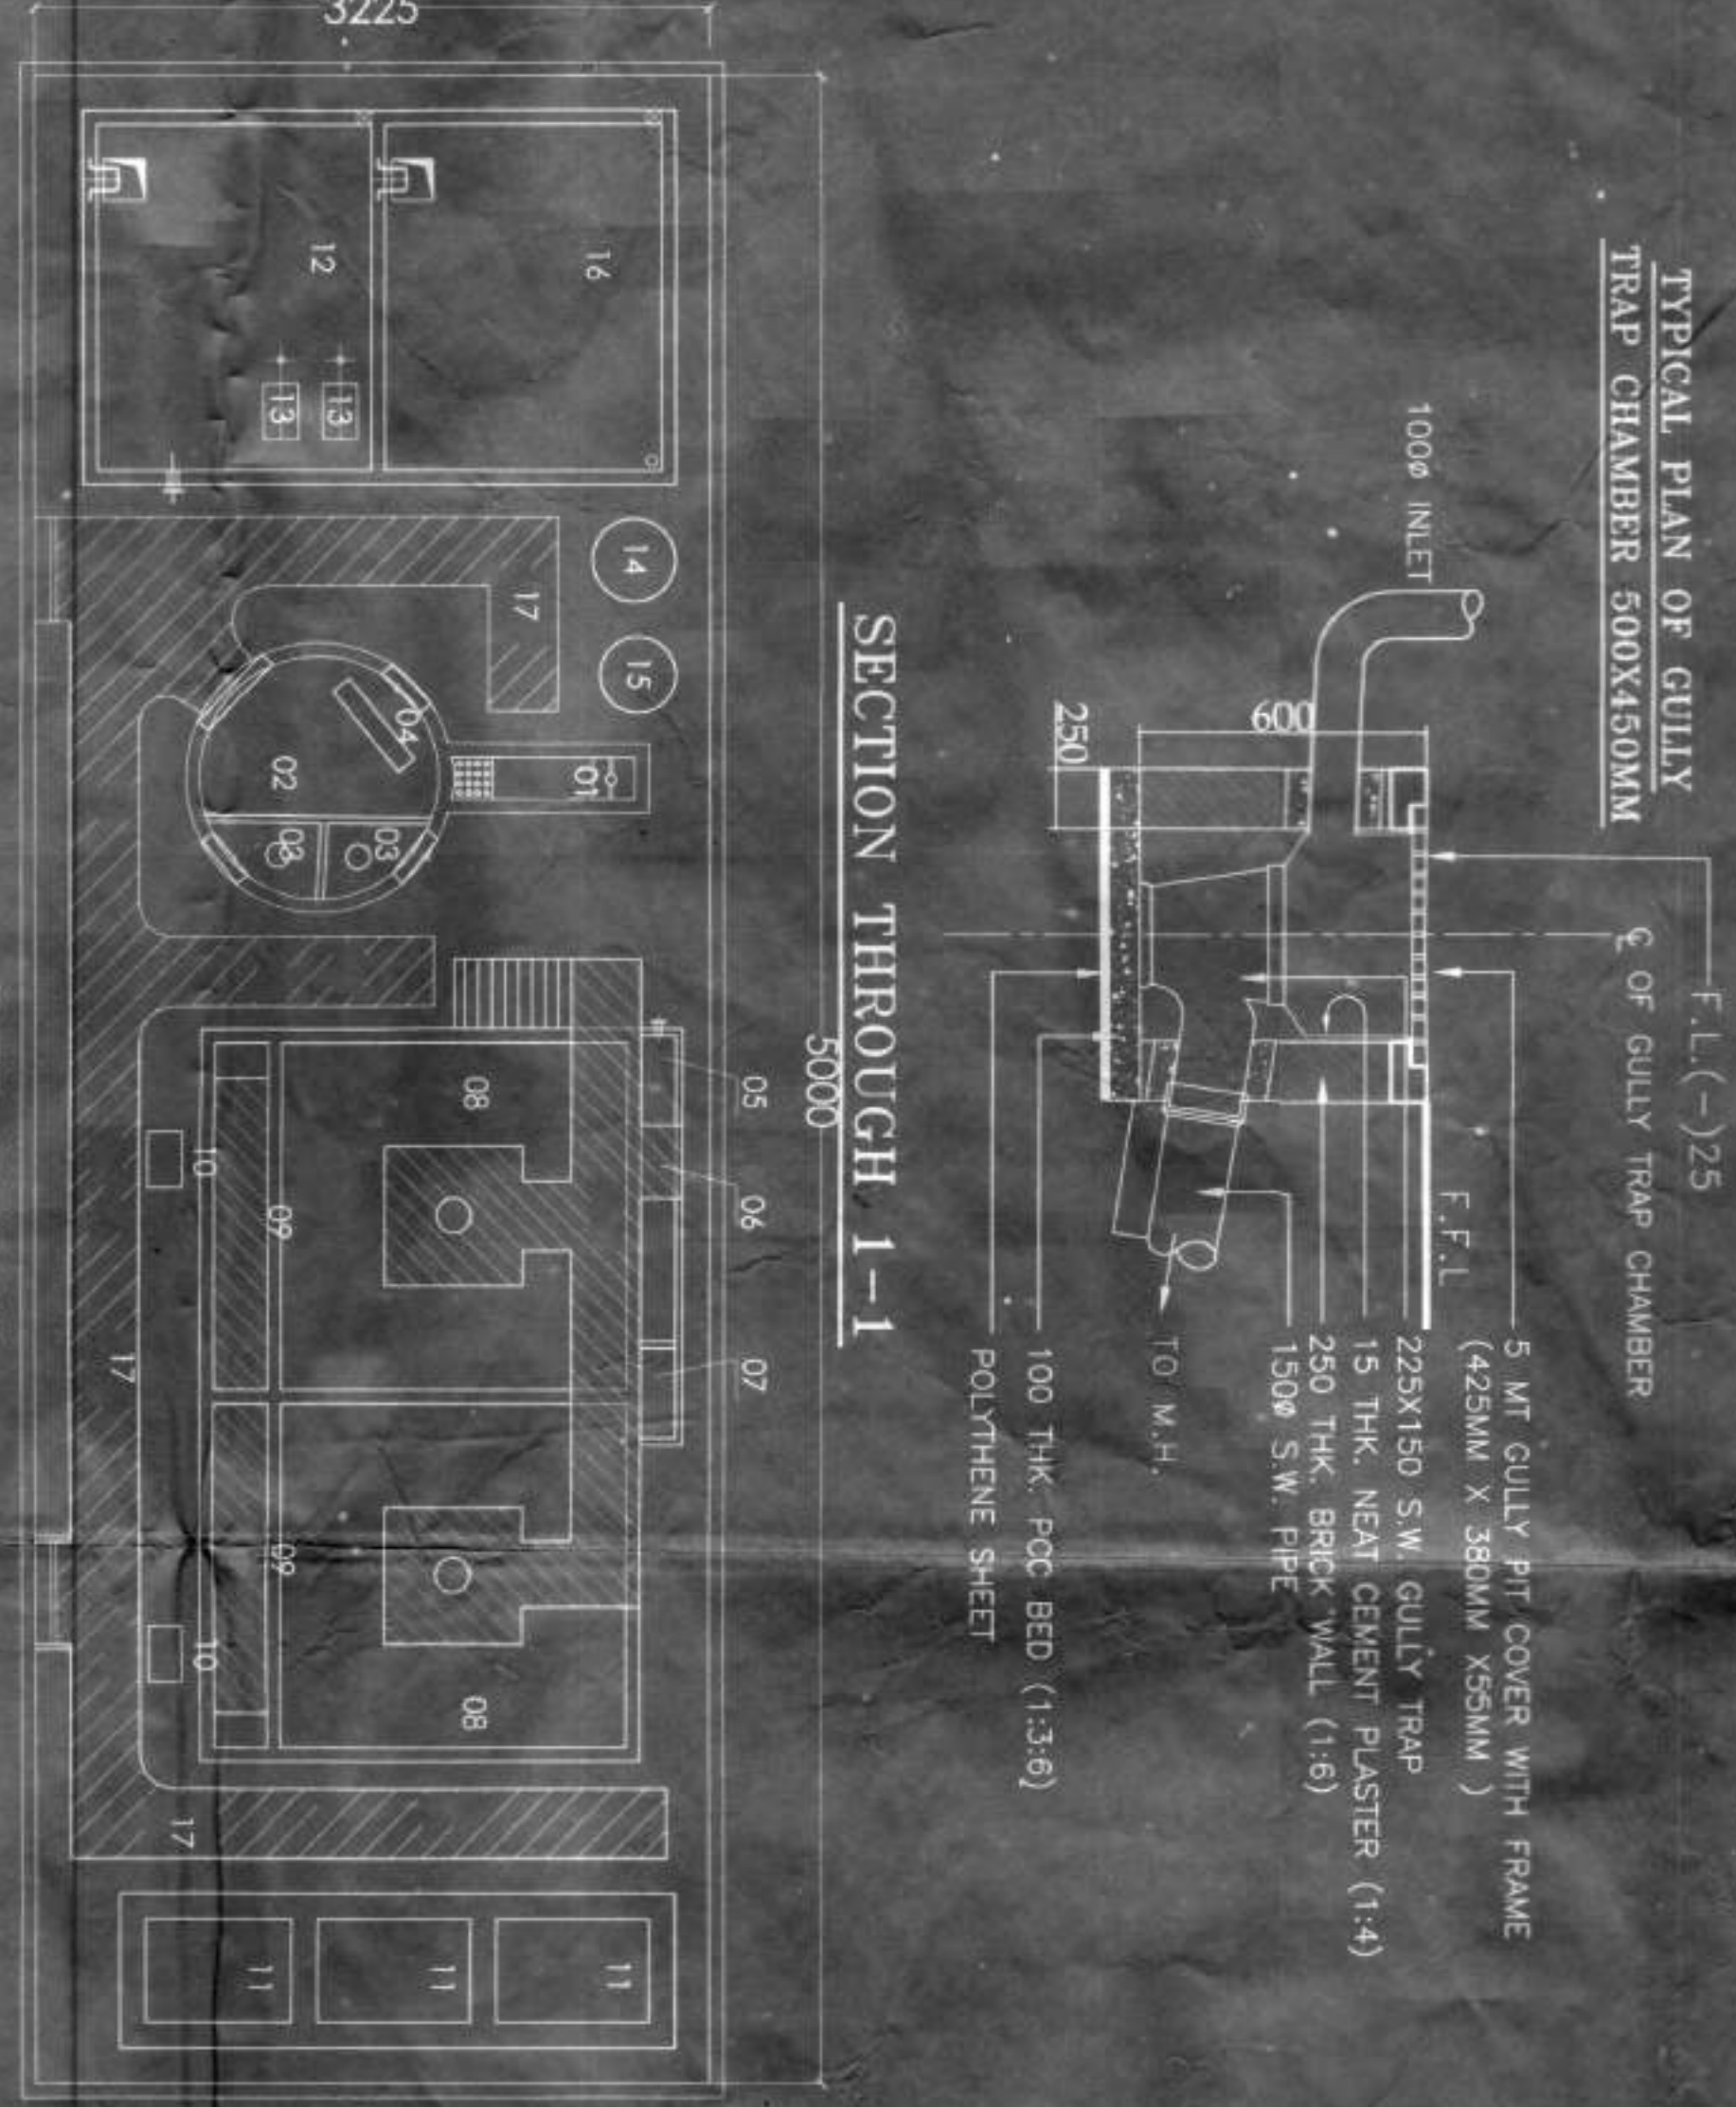 TYPICAL PLAN OF GULLY
TRAP CHAMBER 500X450MM
F.L.(-)25
℄ OF GULLY TRAP CHAMBER
100ø INLET
F.F.L
600
250
5 MT GULLY PIT COVER WITH FRAME
(425MM X 380MM X55MM )
225X150 S.W. GULLY TRAP
15 THK. NEAT CEMENT PLASTER (1:4)
250 THK. BRICK WALL (1:6)
150ø S.W. PIPE
TO M.H.
100 THK. PCC BED (1:3:6)
POLYTHENE SHEET
SECTION THROUGH 1-1
5000
3225
16
12
13
13
14
15
17
01
04
02
03
03
05
06
07
08
08
09
09
10
10
17
17
11
11
11